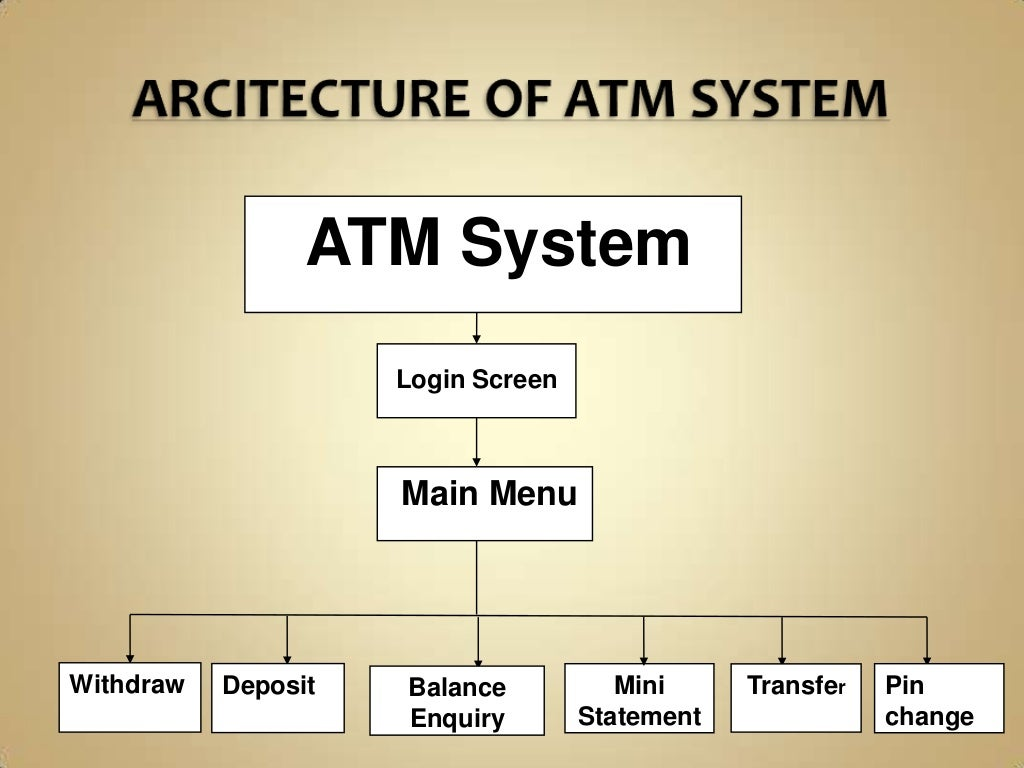 ARCITECTURE OF ATM SYSTEM
ATM System
Login Screen
Main Menu
Withdraw
Deposit
Balance
Enquiry
Mini
Statement
Transfer
Pin
change